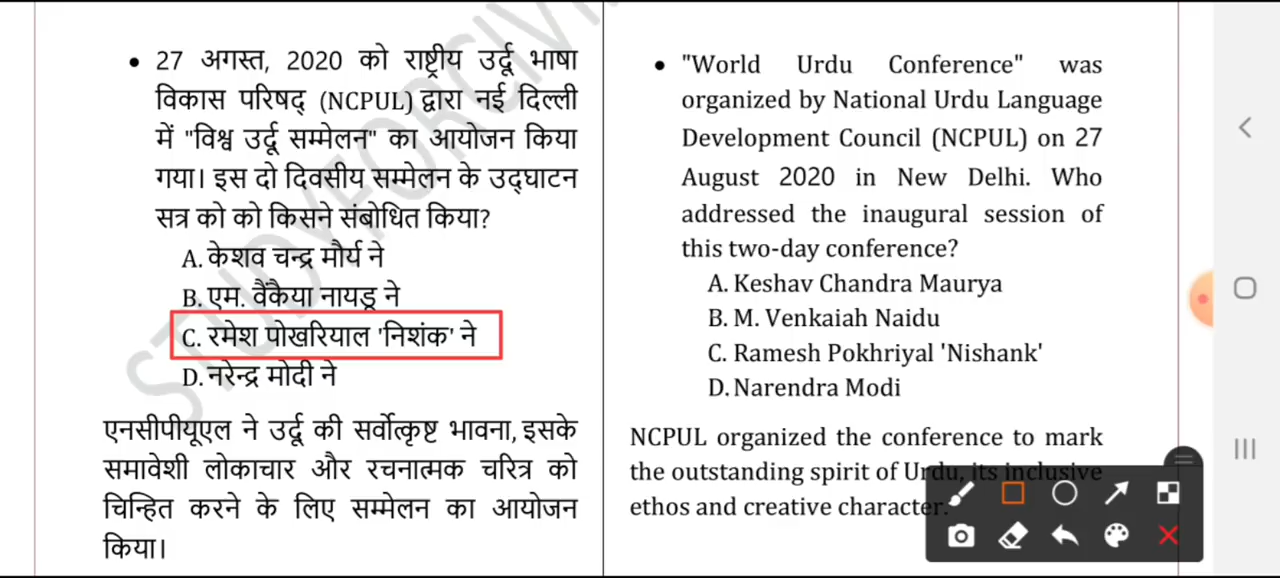 • 27 अगस्त, 2020 को राष्ट्रीय उर्दू भाषा
विकास परिषद् (NCPUL) द्वारा नई दिल्ली
में "विश्व उर्दू सम्मेलन" का आयोजन किया
गया। इस दो दिवसीय सम्मेलन के उद्घाटन
सत्र को को किसने संबोधित किया?
A. केशव चन्द्र मौर्य ने
B. एम. वैंकैया नायडू ने
C. रमेश पोखरियाल 'निशंक' ने
D. नरेन्द्र मोदी ने
एनसीपीयूएल ने उर्दू की सर्वोत्कृष्ट भावना, इसके
समावेशी लोकाचार और रचनात्मक चरित्र को
चिन्हित करने के लिए सम्मेलन का आयोजन
किया।
• "World Urdu Conference" was
organized by National Urdu Language
Development Council (NCPUL) on 27
August 2020 in New Delhi. Who
addressed the inaugural session of
this two-day conference?
A. Keshav Chandra Maurya
B. M. Venkaiah Naidu
C. Ramesh Pokhriyal 'Nishank'
D. Narendra Modi
NCPUL organized the conference to mark
the outstanding spirit of Urdu, its inclusive
ethos and creative character.
STUDYFORCIVI